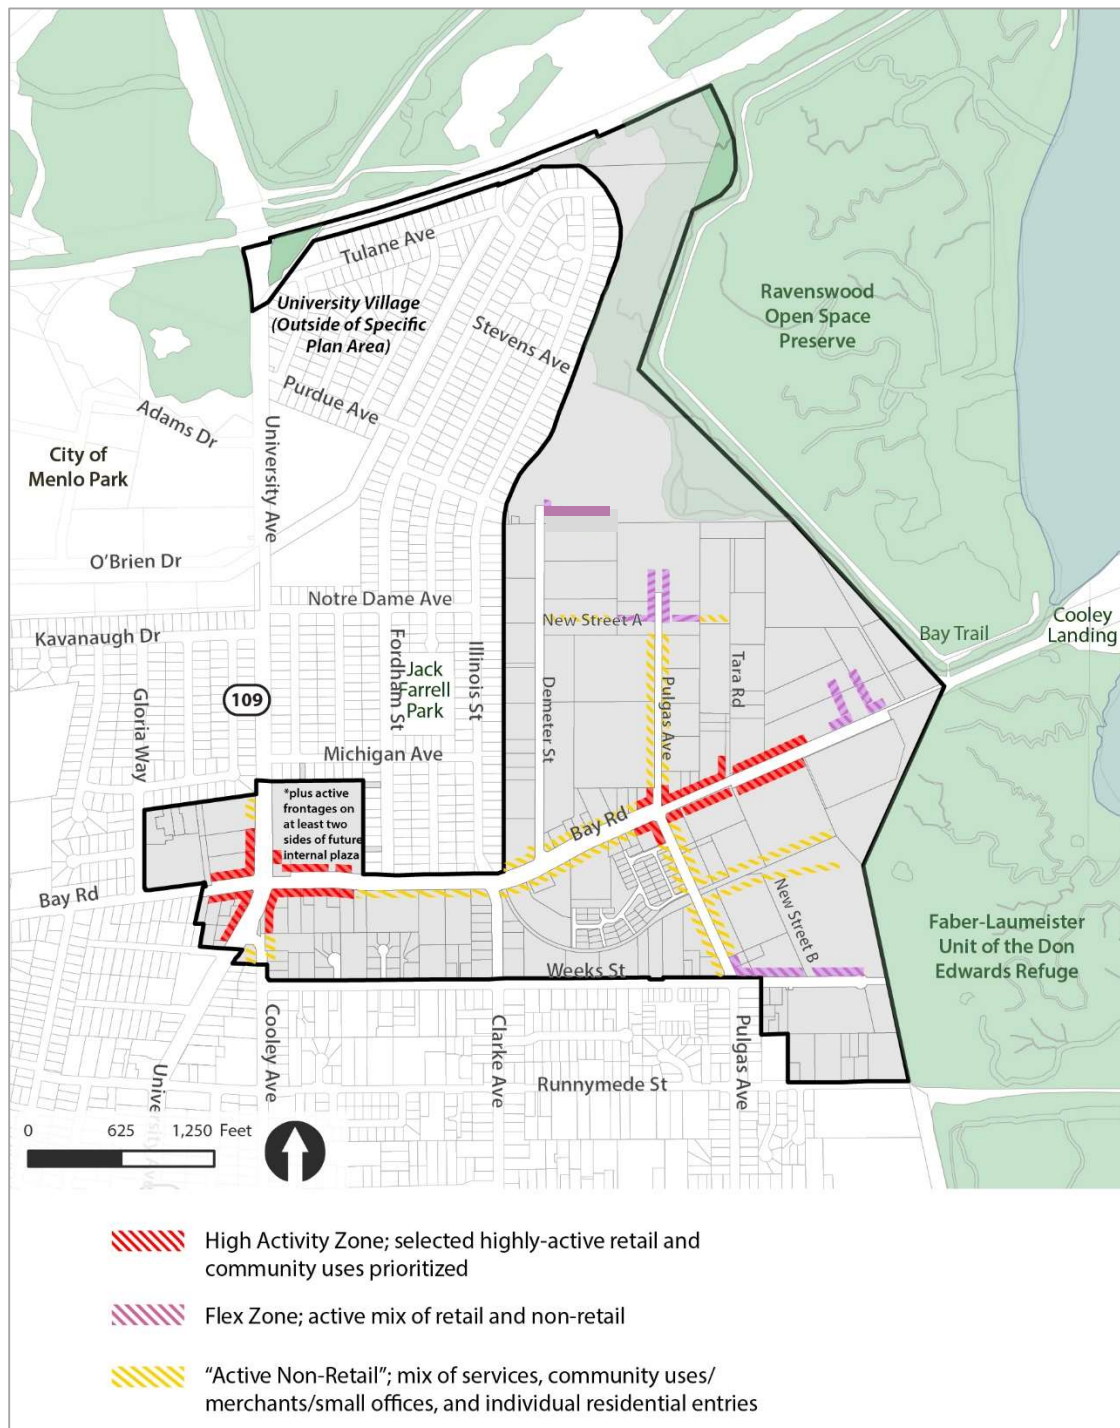 Tulane Ave
University Village
(Outside of Specific
Plan Area)
Stevens Ave
Ravenswood
Open Space
Preserve
Purdue Ave
Adams Dr
University Ave
City of
Menlo Park
O'Brien Dr
Notre Dame Ave
New Street A
Cooley
Landing
Bay Trail
Kavanaugh Dr
Gloria Way
109
Fordham St
Jack
Farrell
Park
Illinois St
Demeter St
Pulgas Ave
Tara Rd
Michigan Ave
*plus active
frontages on
at least two
sides of future
internal plaza
Bay Rd
Bay Rd
New Street B
Faber-Laumeister
Unit of the Don
Edwards Refuge
Weeks St
Cooley Ave
Clarke Ave
Pulgas Ave
Runnymede St
University Ave
0 625 1,250 Feet
High Activity Zone; selected highly-active retail and
community uses prioritized
Flex Zone; active mix of retail and non-retail
“Active Non-Retail”; mix of services, community uses/
merchants/small offices, and individual residential entries